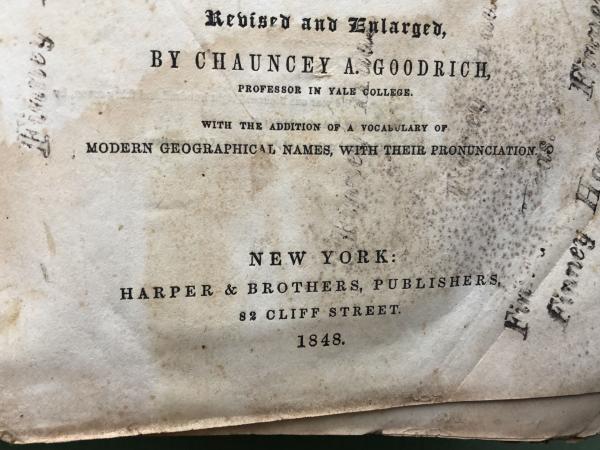 Revised and Enlarged,
BY CHAUNCEY A. GOODRICH,
PROFESSOR IN YALE COLLEGE.
WITH THE ADDITION OF A VOCABULARY OF
MODERN GEOGRAPHICAL NAMES, WITH THEIR PRONUNCIATION.
NEW YORK:
HARPER & BROTHERS, PUBLISHERS,
82 CLIFF STREET.
1848.
Finney
Finney
Finney